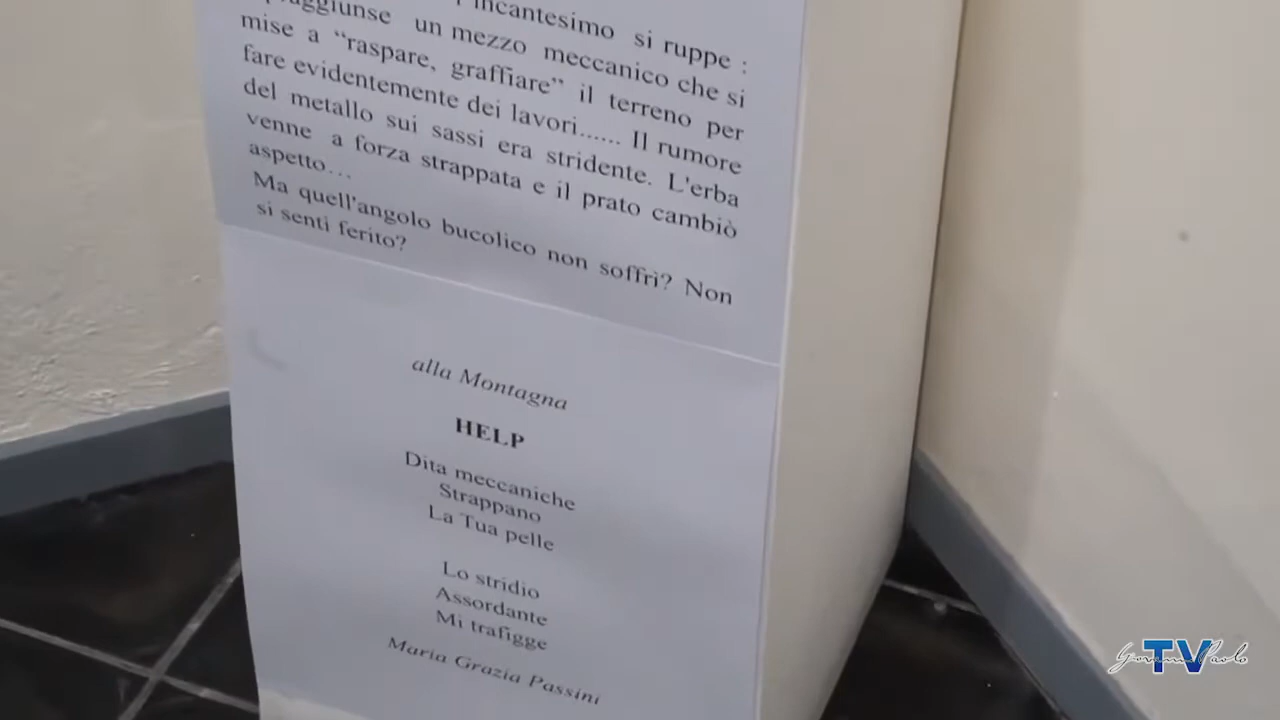 incantesimo si ruppe :
un mezzo meccanico che si
mise a “raspare, graffiare” il terreno per
fare evidentemente dei lavori...... Il rumore
del metallo sui sassi era stridente. L'erba
venne a forza strappata e il prato cambiò
aspetto…
Ma quell'angolo bucolico non soffrì? Non
si senti ferito?
alla Montagna
HELP
Dita meccaniche
Strappano
La Tua pelle
Lo stridio
Assordante
Mi trafigge
Maria Grazia Passini
TV